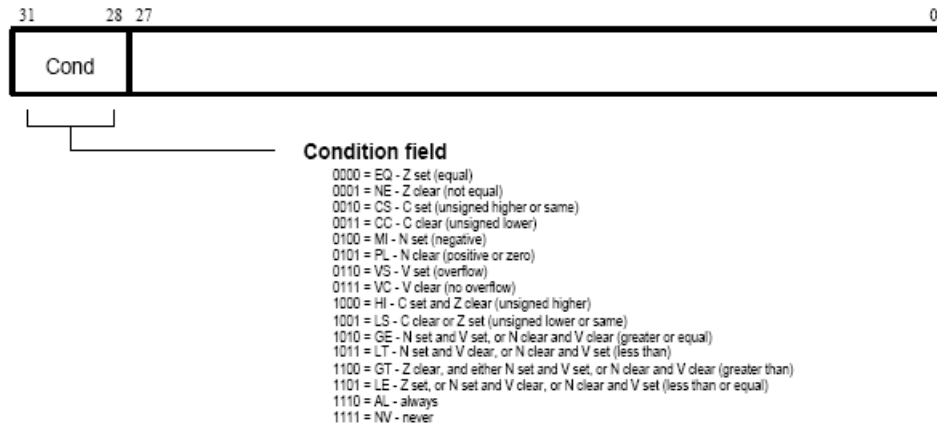 31 28 27 0
Cond
Condition field
0000 = EQ - Z set (equal)
0001 = NE - Z clear (not equal)
0010 = CS - C set (unsigned higher or same)
0011 = CC - C clear (unsigned lower)
0100 = MI - N set (negative)
0101 = PL - N clear (positive or zero)
0110 = VS - V set (overflow)
0111 = VC - V clear (no overflow)
1000 = HI - C set and Z clear (unsigned higher)
1001 = LS - C clear or Z set (unsigned lower or same)
1010 = GE - N set and V set, or N clear and V clear (greater or equal)
1011 = LT - N set and V clear, or N clear and V set (less than)
1100 = GT - Z clear, and either N set and V set, or N clear and V clear (greater than)
1101 = LE - Z set, or N set and V clear, or N clear and V set (less than or equal)
1110 = AL - always
1111 = NV - never